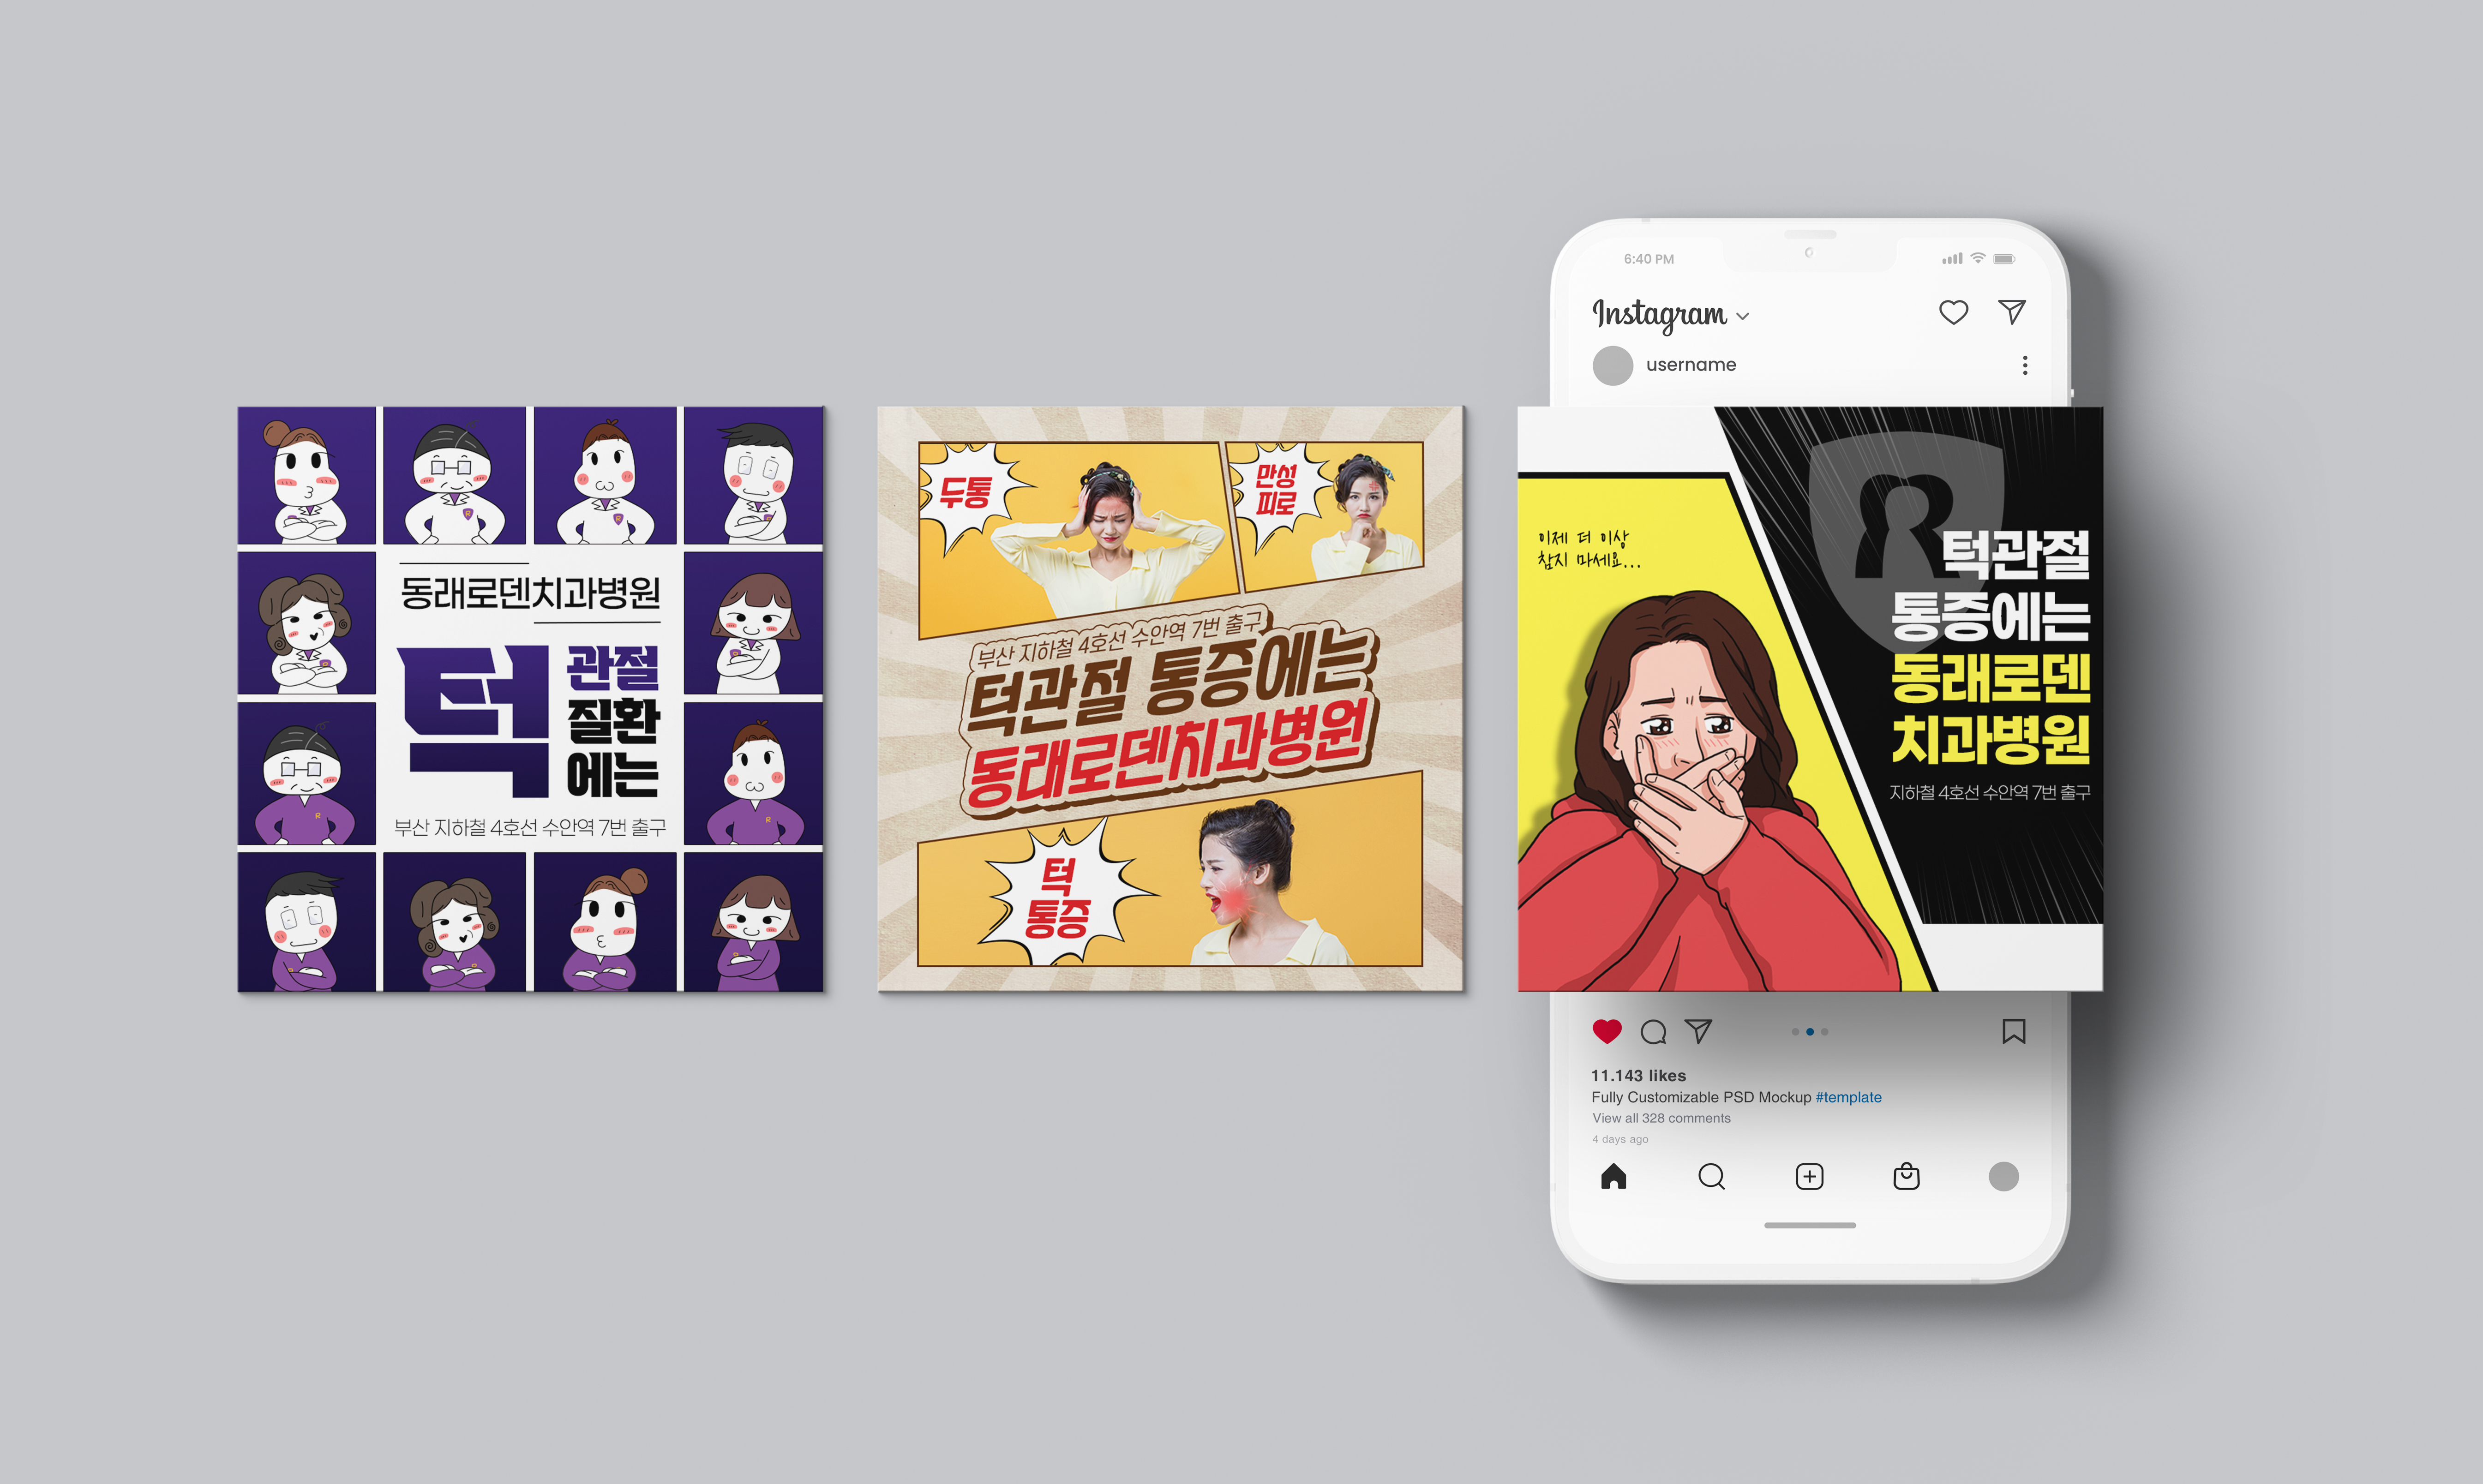 동래로덴치과병원
턱관절
질환
에는
부산 지하철 4호선 수안역 7번 출구
두통
만성
피로
부산 지하철 4호선 수안역 7번 출구
턱관절 통증에는
동래로덴치과병원
턱
통증
6:40 PM
Instagram
username
이제 더 이상
참지 마세요...
R
턱관절
통증에는
동래로덴
치과병원
지하철 4호선 수안역 7번 출구
11.143 likes
Fully Customizable PSD Mockup #template
View all 328 comments
4 days ago